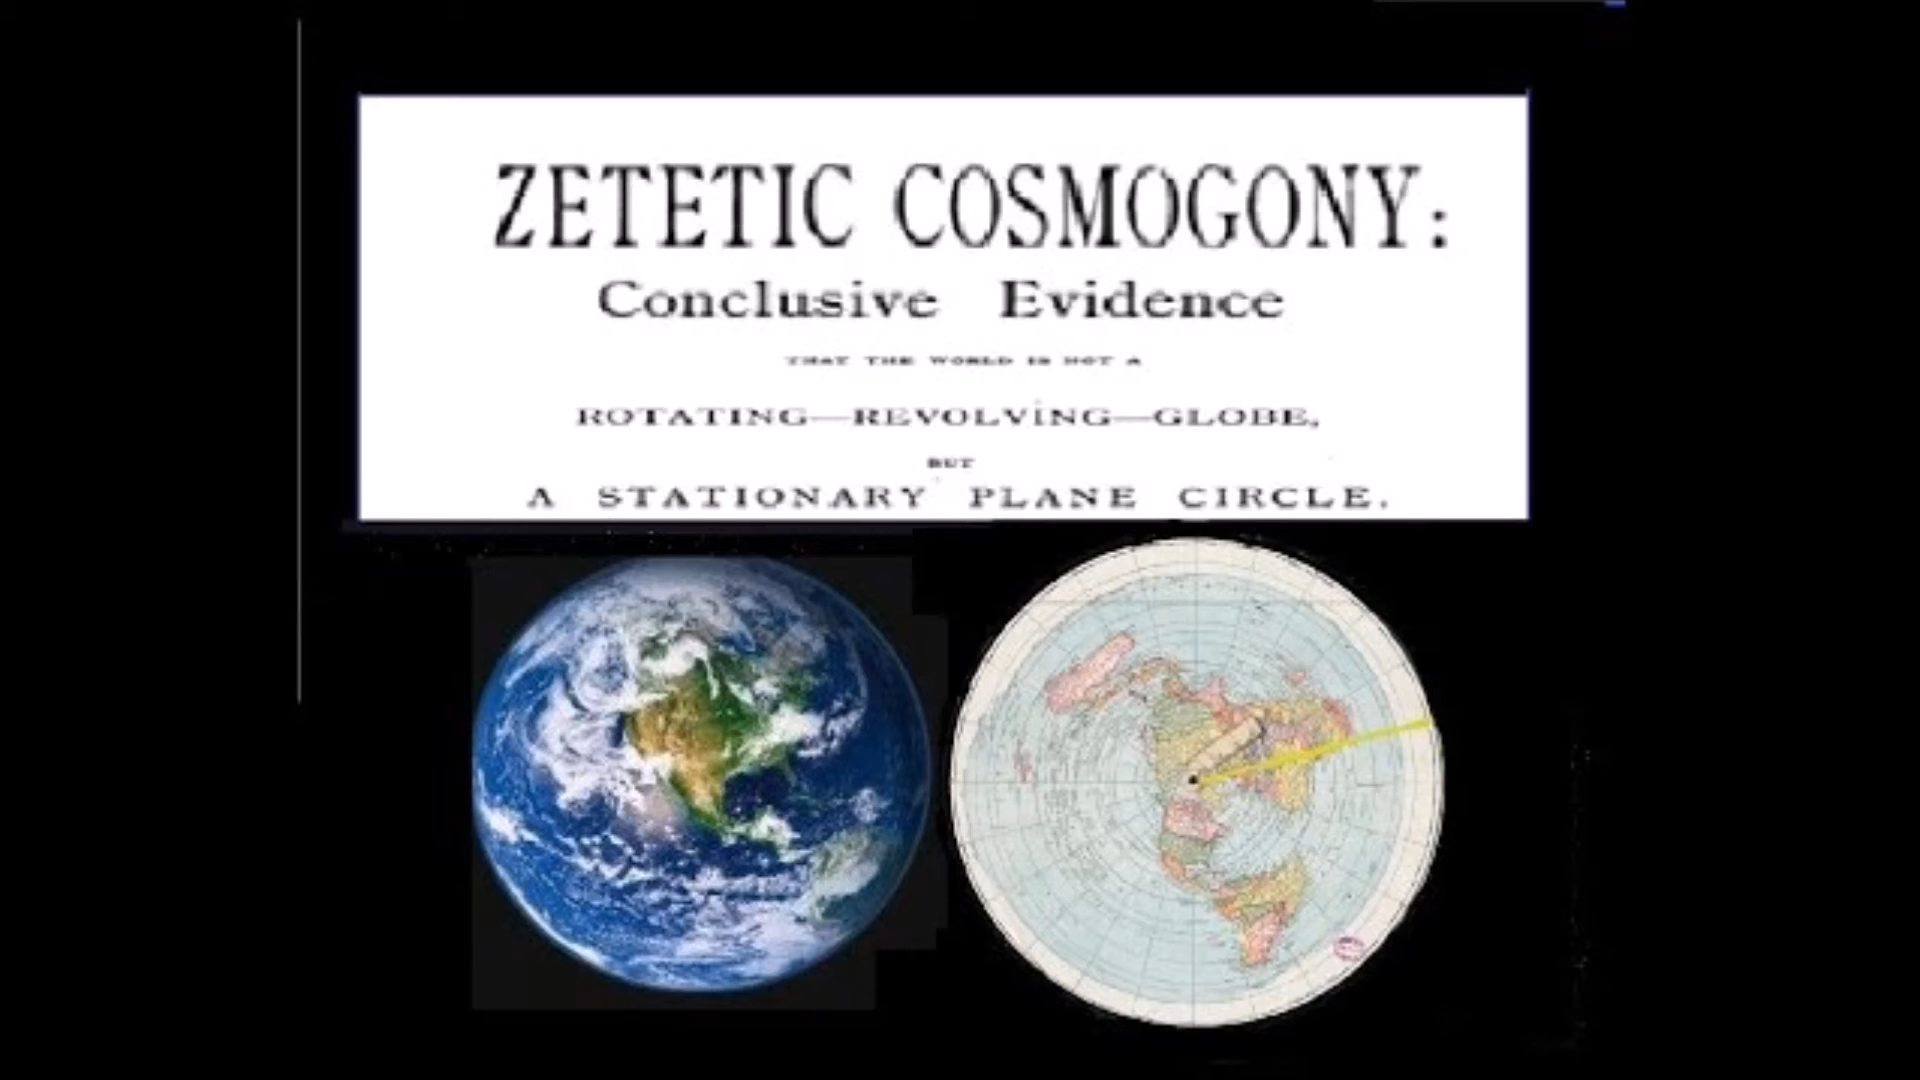 ZETETIC COSMOGONY:
Conclusive Evidence
THAT THE WORLD IS NOT A
ROTATING—REVOLVING—GLOBE,
BUT
A STATIONARY PLANE CIRCLE.